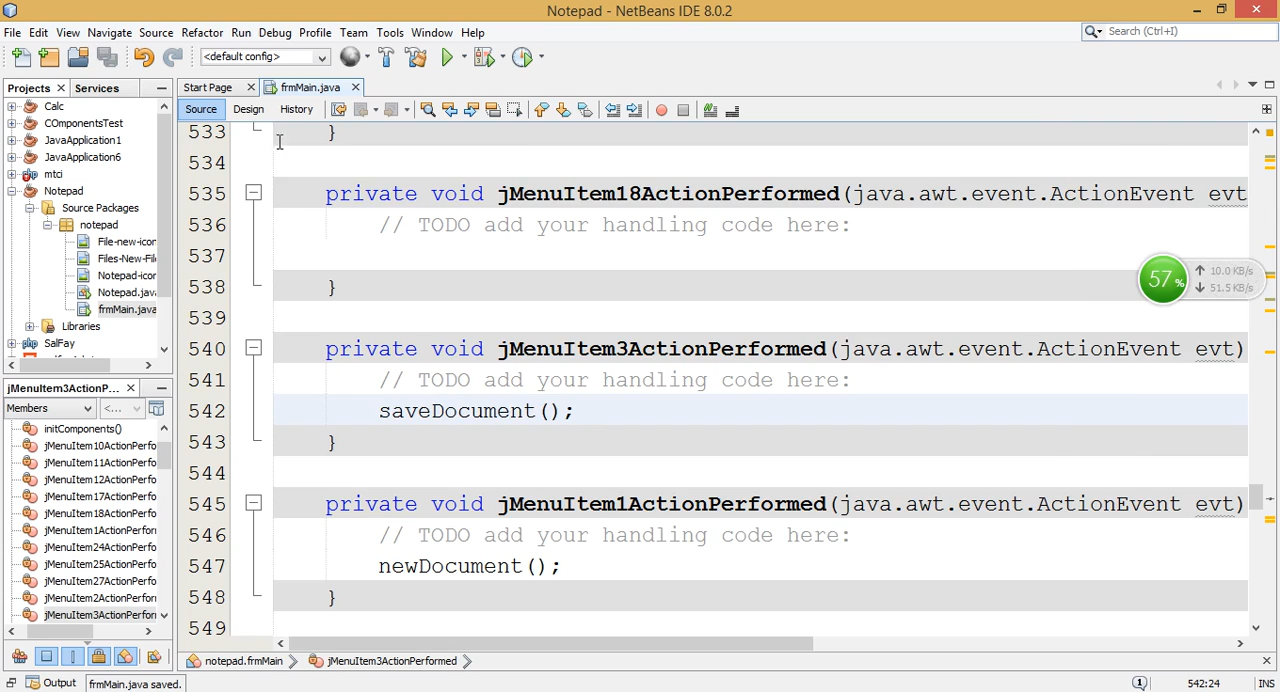 Notepad - NetBeans IDE 8.0.2
File Edit View Navigate Source Refactor Run Debug Profile Team Tools Window Help
Search (Ctrl+I)
<default config>
Projects Services
Start Page frmMain.java
Source Design History
Calc
COmponentsTest
JavaApplication1
JavaApplication6
mtci
Notepad
Source Packages
notepad
File-new-icon
Files-New-File
Notepad-ico
Notepad.java
frmMain.java
Libraries
SalFay
533 }
534
535 private void jMenuItem18ActionPerformed(java.awt.event.ActionEvent evt
536 // TODO add your handling code here:
537
538 }
539
540 private void jMenuItem3ActionPerformed(java.awt.event.ActionEvent evt)
541 // TODO add your handling code here:
542 saveDocument();
543 }
544
545 private void jMenuItem1ActionPerformed(java.awt.event.ActionEvent evt)
546 // TODO add your handling code here:
547 newDocument();
548 }
549
57%
10.0 KB/s
51.5KB/s
jMenuItem3ActionP...
Members <...
initComponents()
jMenuItem10ActionPerfo
jMenuItem11ActionPerfo
jMenuItem12ActionPerfo
jMenuItem17ActionPerfo
jMenuItem18ActionPerfo
jMenuItem1ActionPerforn
jMenuItem24ActionPerfo
jMenuItem25ActionPerfo
jMenuItem27ActionPerfo
jMenuItem2ActionPerforn
jMenuItem3ActionPerforn
notepad.frmMain jMenuItem3ActionPerformed
Output frmMain.java saved. 1 542:24 INS